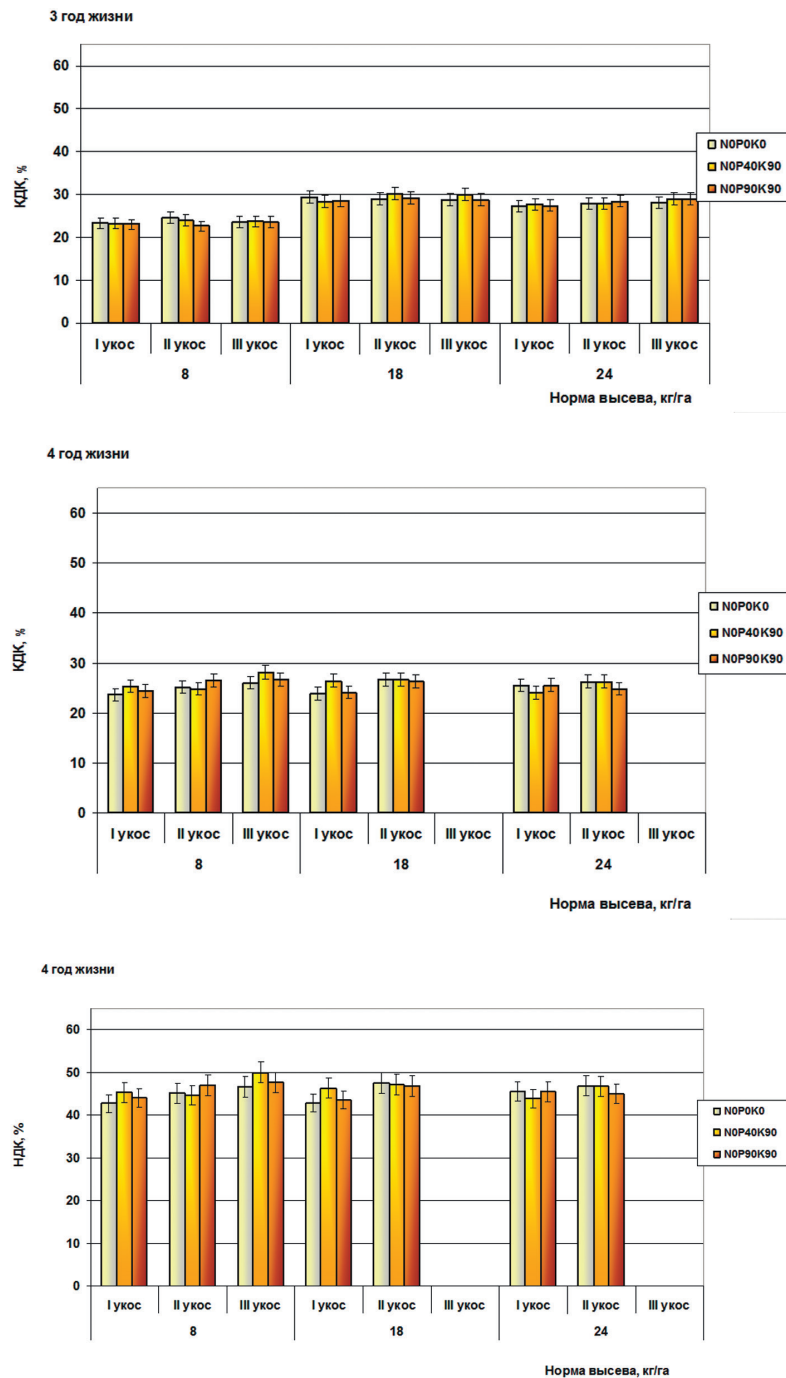 3 год жизни
КДК, %
60
50
40
30
20
10
0
N0P0K0
N0P40K90
N0P90K90
I укос II укос III укос I укос II укос III укос I укос II укос III укос
8 18 24
Норма высева, кг/га
4 год жизни
КДК, %
60
50
40
30
20
10
0
N0P0K0
N0P40K90
N0P90K90
I укос II укос III укос I укос II укос III укос I укос II укос III укос
8 18 24
Норма высева, кг/га
4 год жизни
НДК, %
60
50
40
30
20
10
0
N0P0K0
N0P40K90
N0P90K90
I укос II укос III укос I укос II укос III укос I укос II укос III укос
8 18 24
Норма высева, кг/га